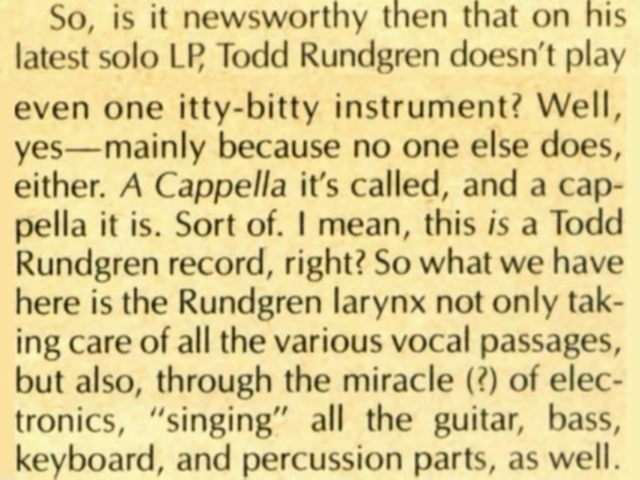 So, is it newsworthy then that on his
latest solo LP, Todd Rundgren doesn't play
even one itty-bitty instrument? Well,
yes—mainly because no one else does,
either. A Cappella it's called, and a cap-
pella it is. Sort of. I mean, this is a Todd
Rundgren record, right? So what we have
here is the Rundgren larynx not only tak-
ing care of all the various vocal passages,
but also, through the miracle (?) of elec-
tronics, "singing" all the guitar, bass,
keyboard, and percussion parts, as well.